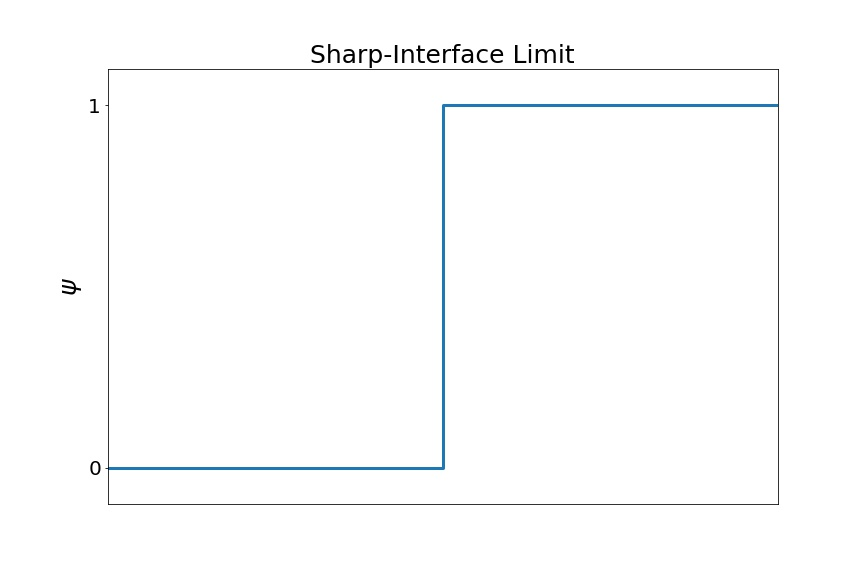 Sharp-Interface Limit
1
ψ
0